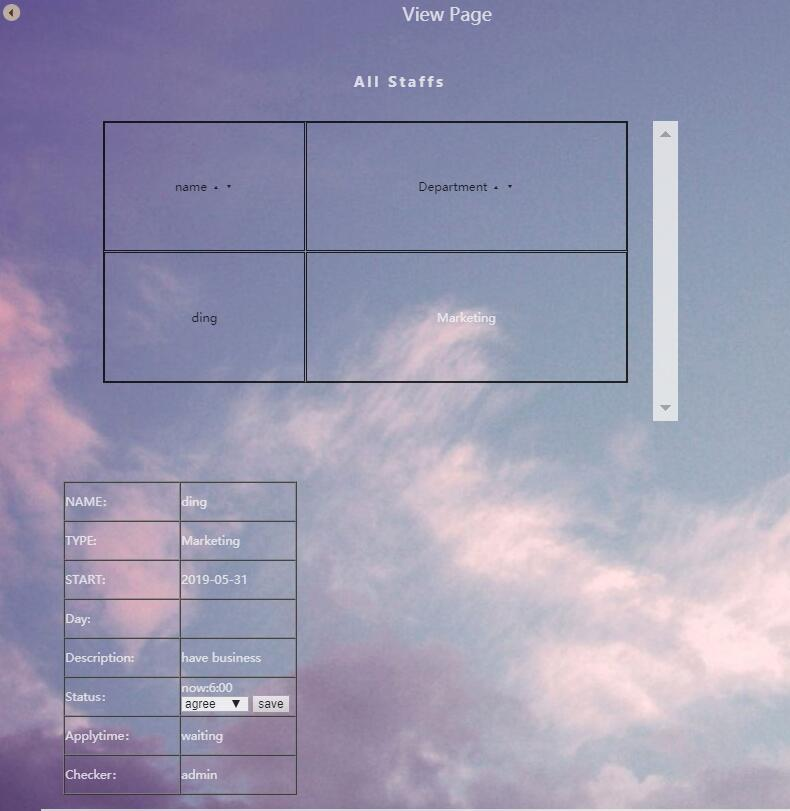 View Page
All Staffs
name ▲ ▼ Department ▲ ▼
ding Marketing
NAME: ding
TYPE: Marketing
START: 2019-05-31
Day:
Description: have business
Status: now:6:00
agree ▼ save
Applytime: waiting
Checker: admin